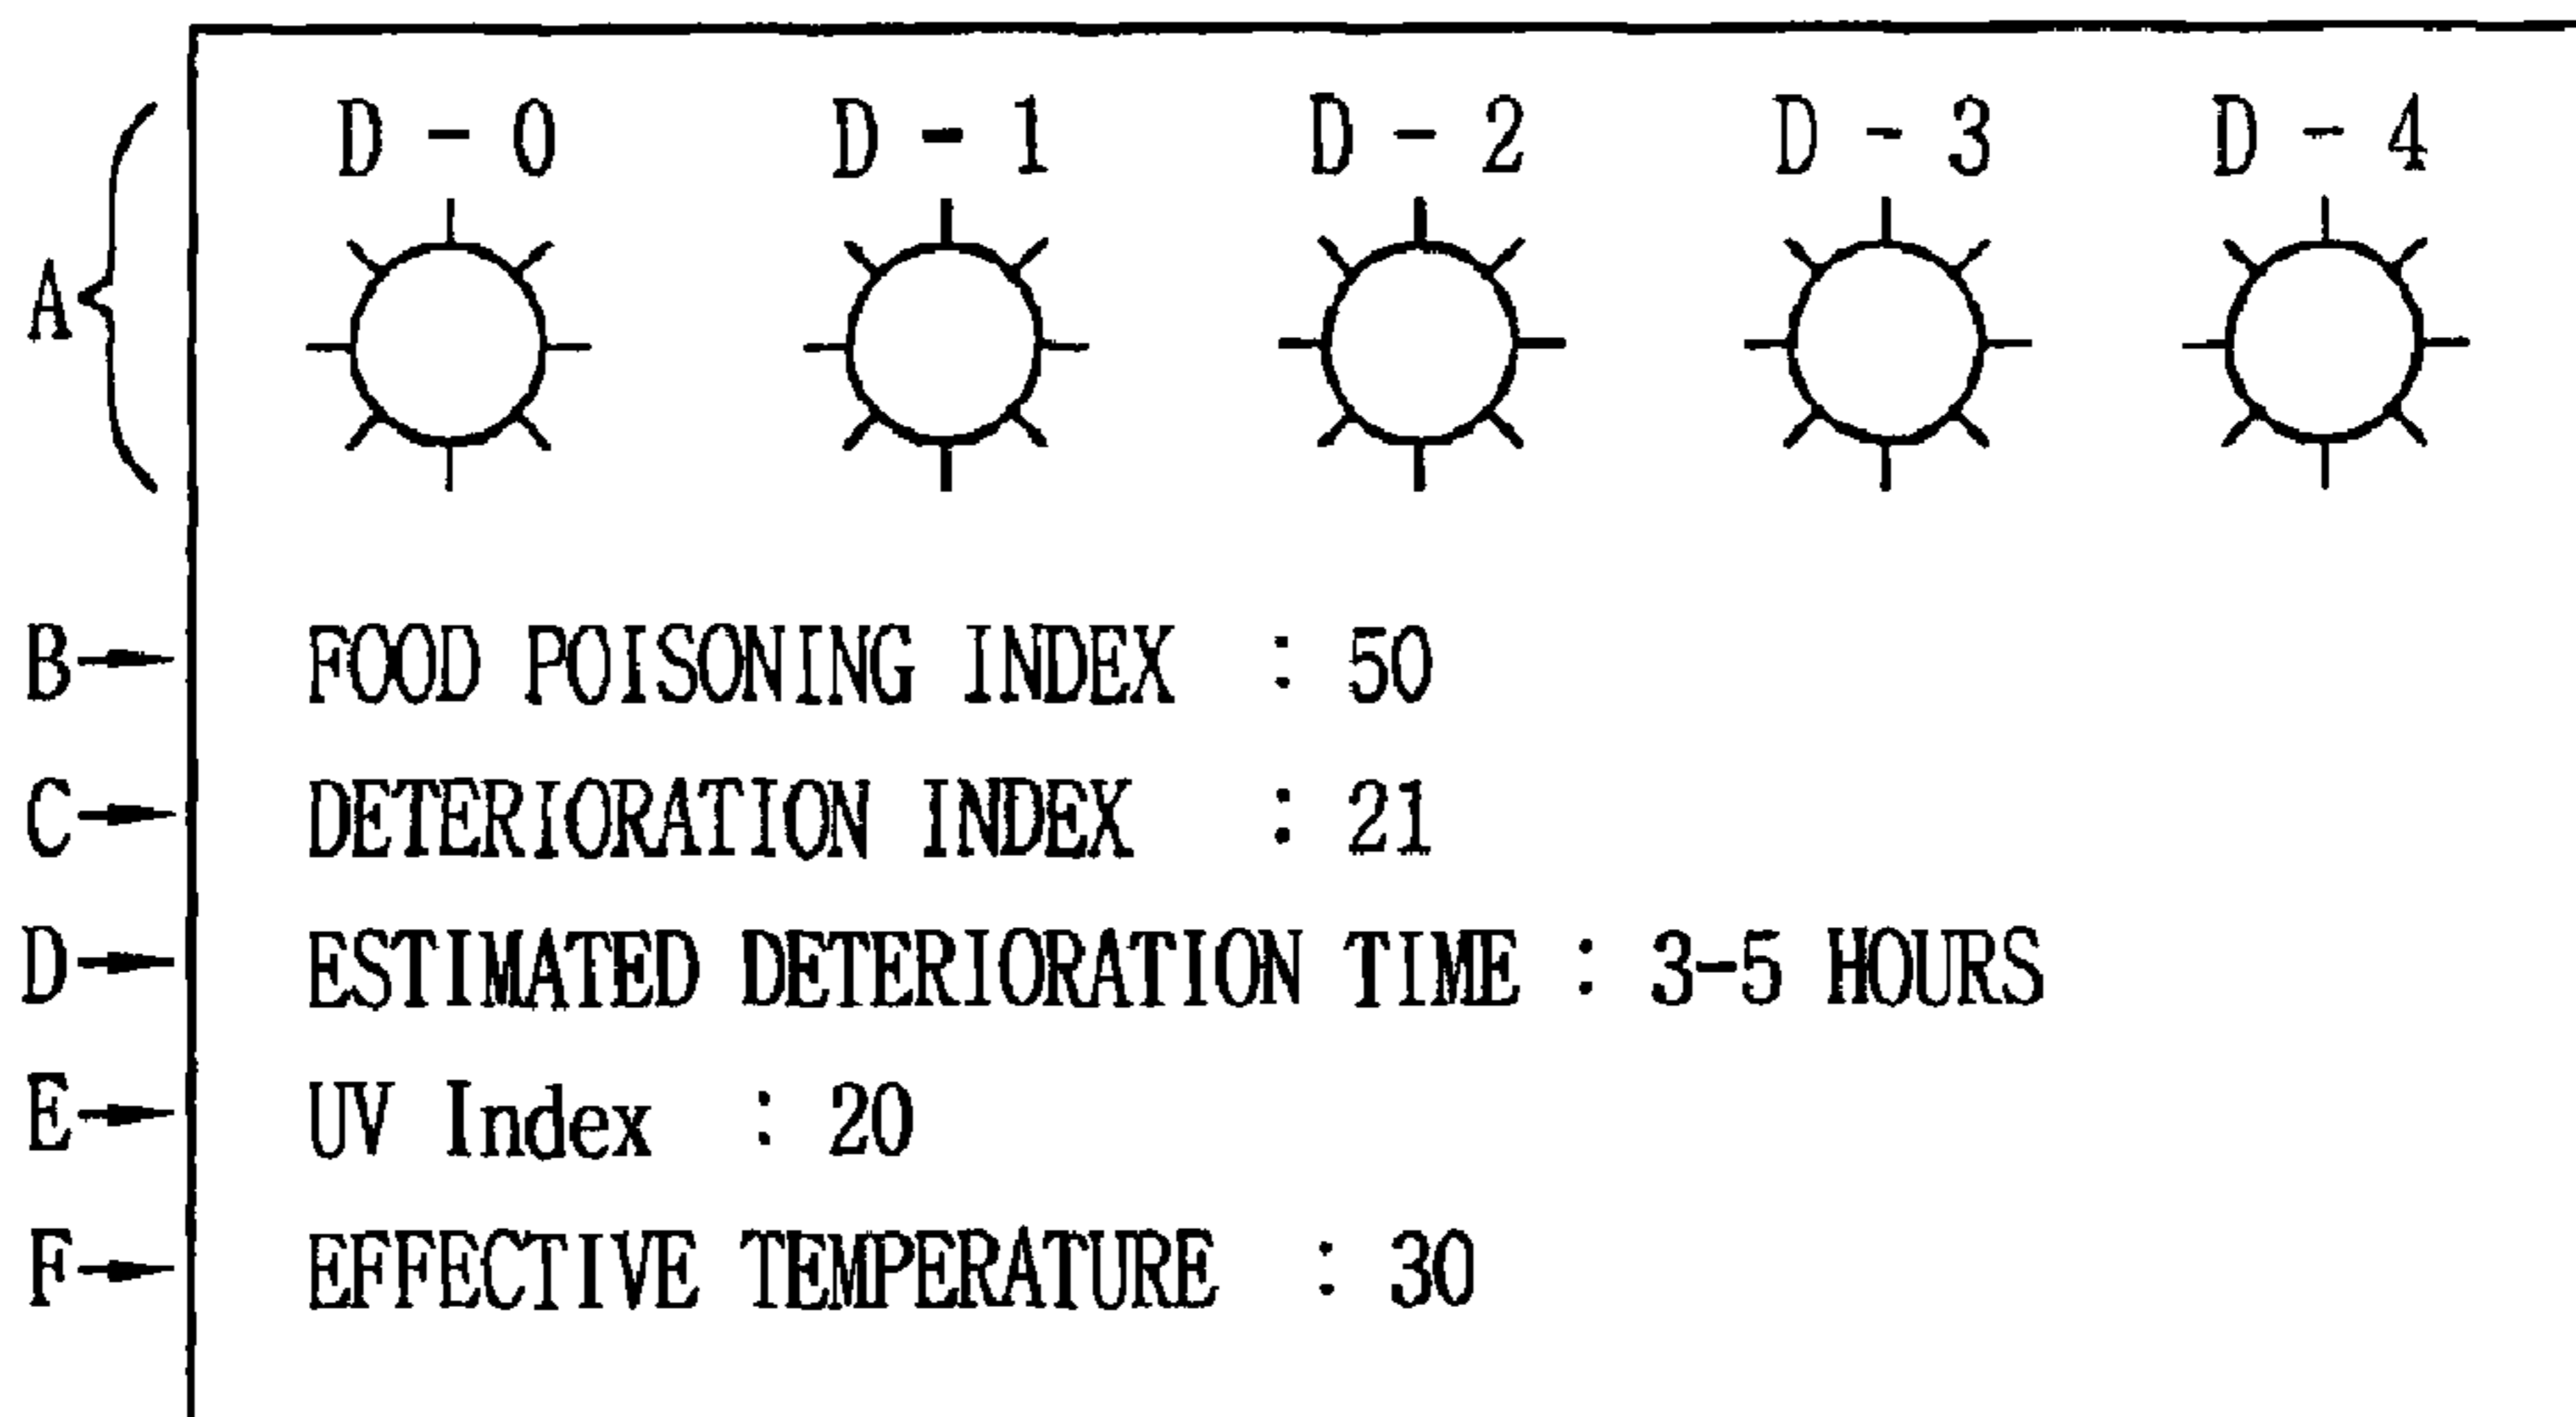 D - 0 D - 1 D - 2 D - 3 D - 4
A
B FOOD POISONING INDEX : 50
C DETERIORATION INDEX : 21
D ESTIMATED DETERIORATION TIME : 3-5 HOURS
E UV Index : 20
F EFFECTIVE TEMPERATURE : 30